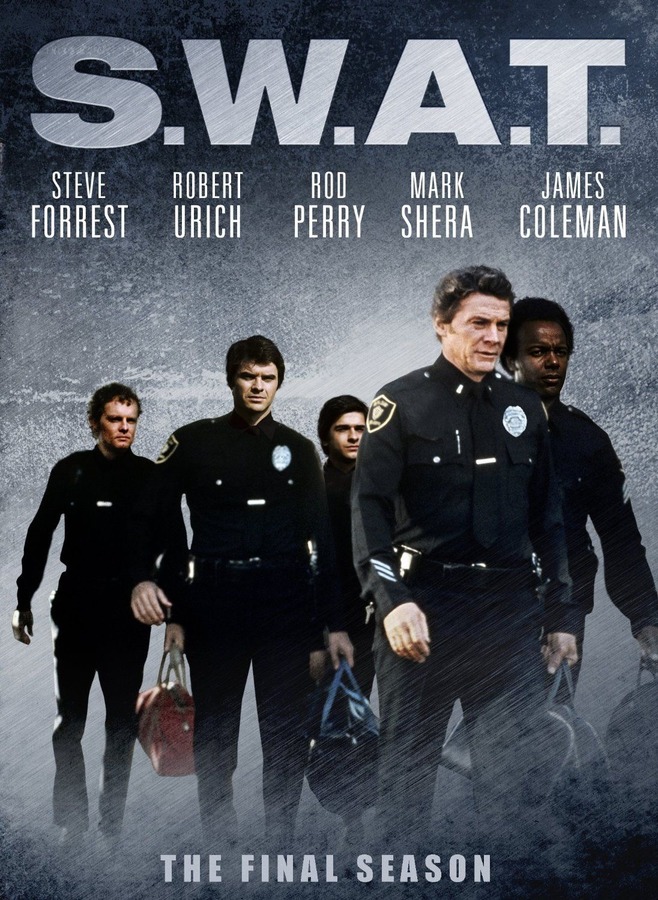 S.W.A.T.
STEVE FORREST
ROBERT URICH
ROD PERRY
MARK SHERA
JAMES COLEMAN
THE FINAL SEASON